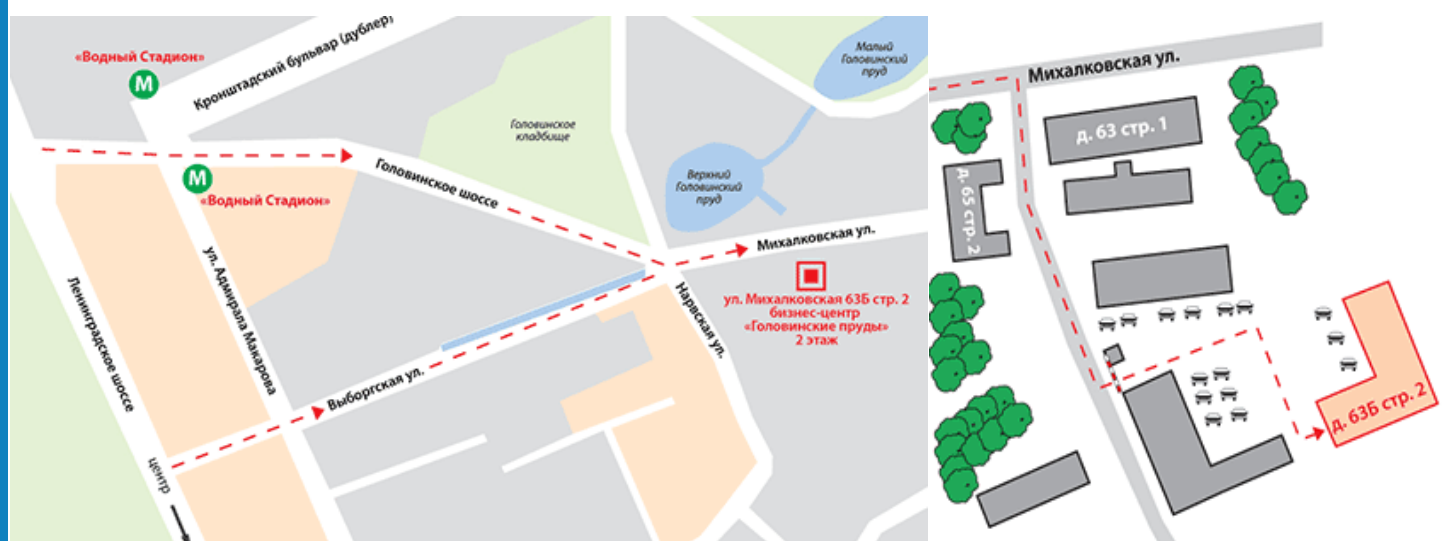 «Водный Стадион»
М
Кронштадский бульвар (дублер)
Малый
Головинский
пруд
Головинское
кладбище
Верхний
Головинский
пруд
М
«Водный Стадион»
Головинское шоссе
Михалковская ул.
ул. Михалковская 63Б стр. 2
бизнес-центр
«Головинские пруды»
2 этаж
Ленинградское шоссе
ул. Адмирала Макарова
Нарвская ул.
Выборгская ул.
центр
Михалковская ул.
д. 63 стр. 1
д. 65 стр. 2
д. 63Б стр. 2